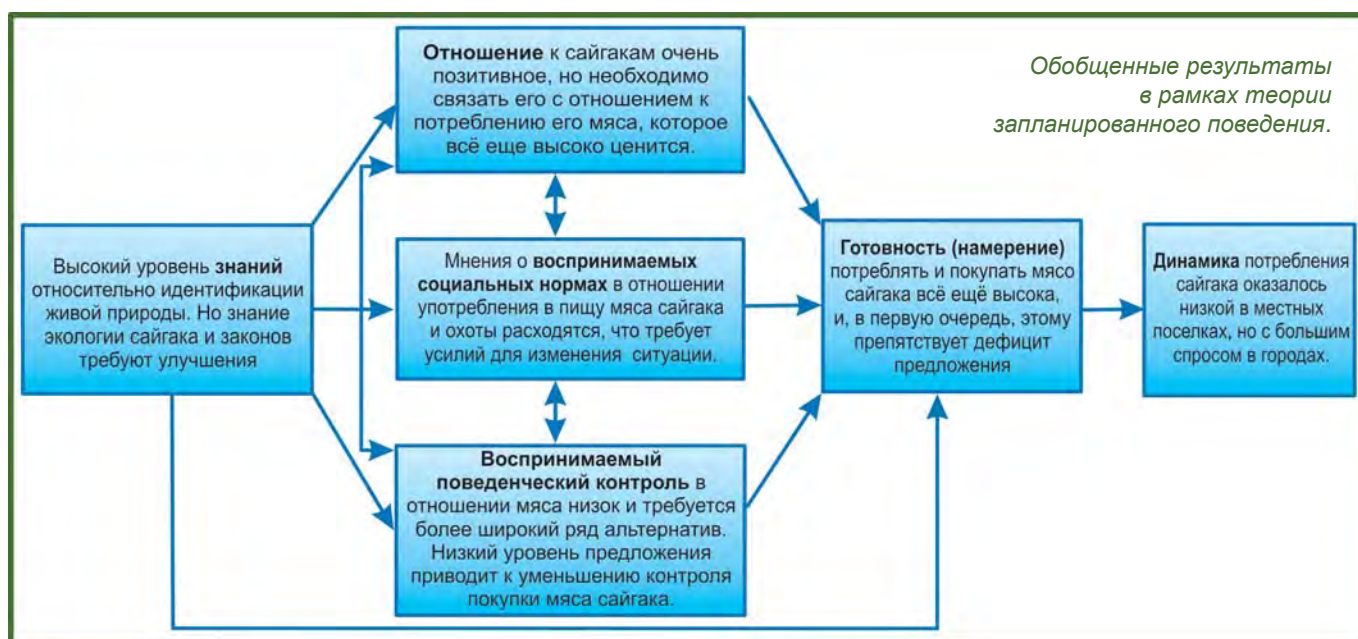 Обобщенные результаты
в рамках теории
запланированного поведения.
Высокий уровень знаний
относительно идентификации
живой природы. Но знание
экологии сайгака и законов
требуют улучшения
Отношение к сайгакам очень
позитивное, но необходимо
связать его с отношением к
потреблению его мяса, которое
всё еще высоко ценится.
Мнения о воспринимаемых
социальных нормах в отношении
употребления в пищу мяса сайгака
и охоты расходятся, что требует
усилий для изменения ситуации.
Воспринимаемый
поведенческий контроль в
отношении мяса низок и требуется
более широкий ряд альтернатив.
Низкий уровень предложения
приводит к уменьшению контроля
покупки мяса сайгака.
Готовность (намерение)
потреблять и покупать мясо
сайгака всё ещё высока,
и, в первую очередь, этому
препятствует дефицит
предложения
Динамика потребления
сайгака оказалось
низкой в местных
поселках, но с большим
спросом в городах.